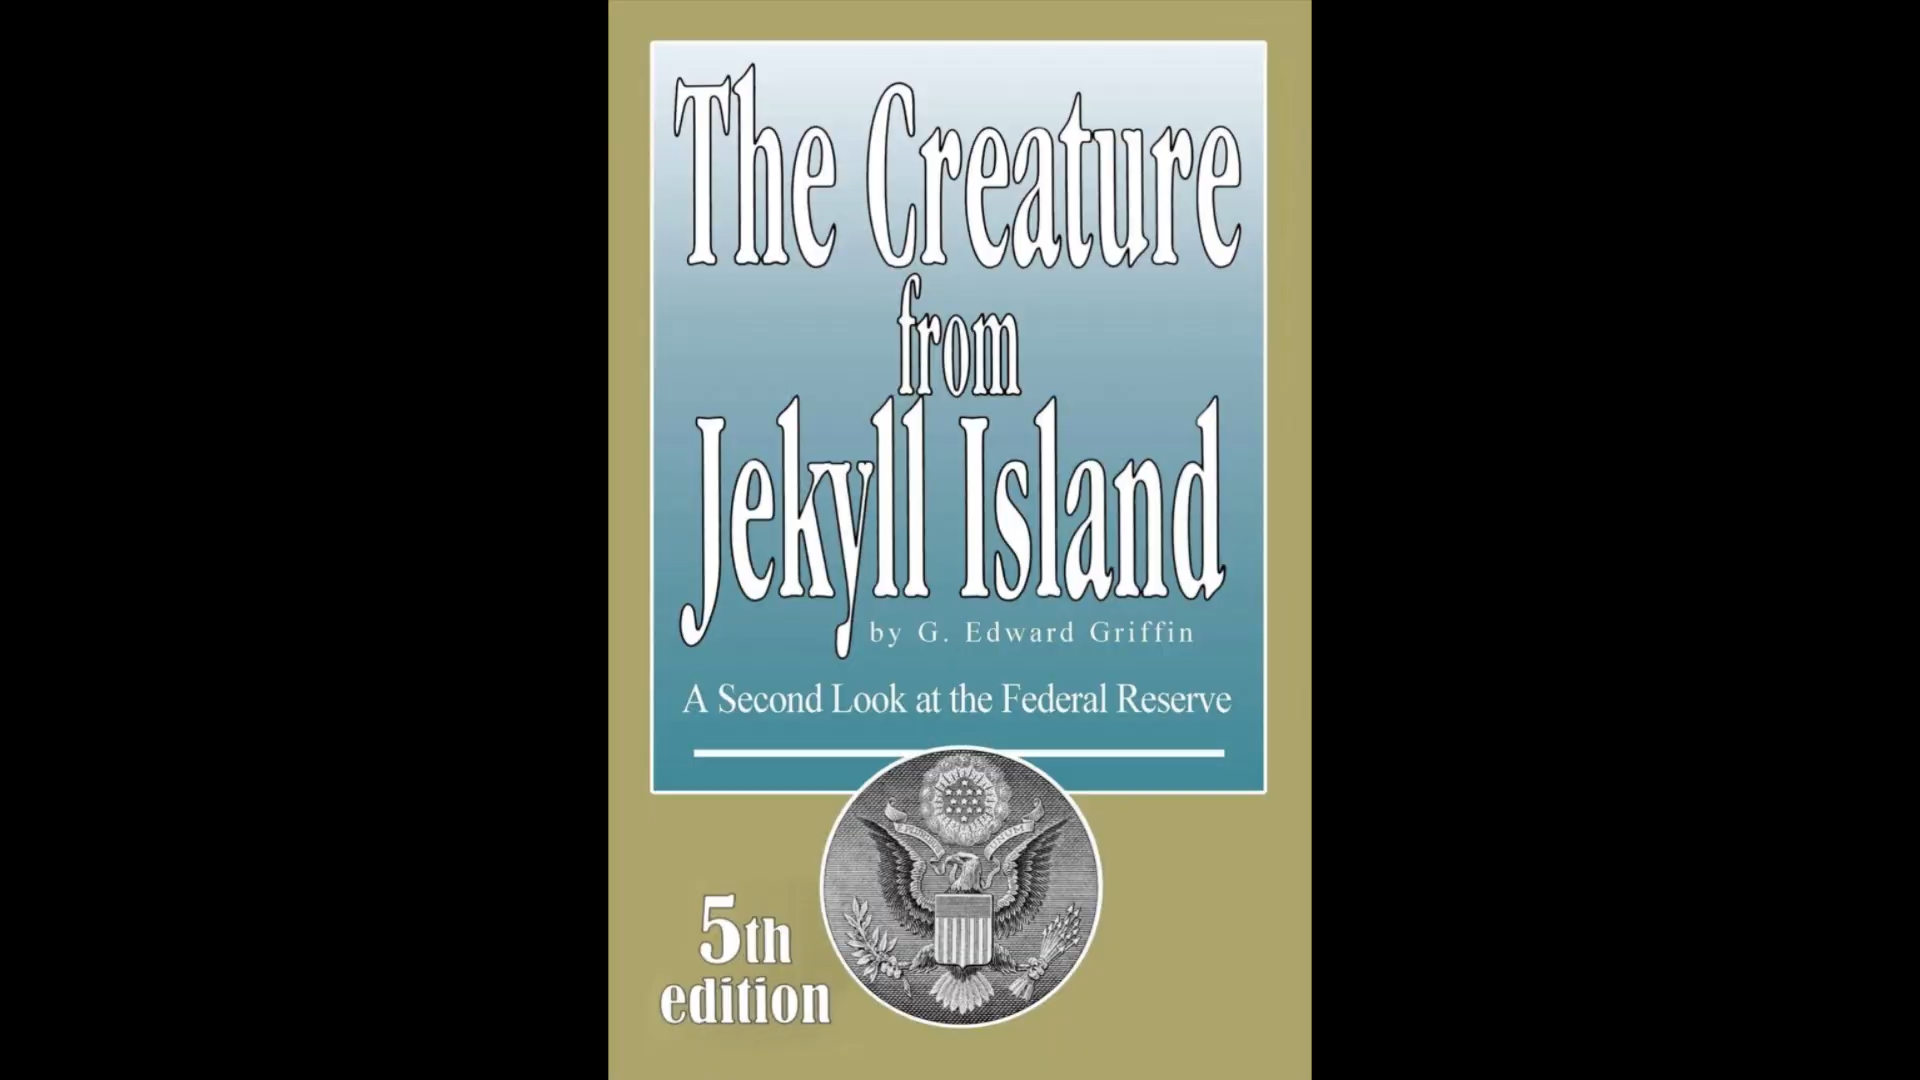 The Creature
from
Jekyll Island
by G. Edward Griffin
A Second Look at the Federal Reserve
5th
edition